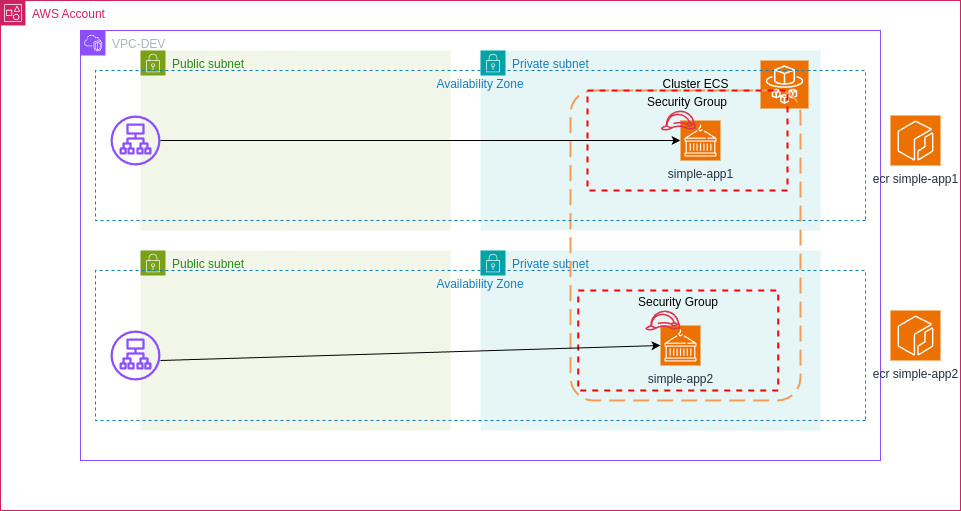 AWS Account
VPC-DEV
Public subnet
Private subnet
Availability Zone
Cluster ECS
Security Group
simple-app1
ecr simple-app1
Public subnet
Private subnet
Availability Zone
Security Group
simple-app2
ecr simple-app2